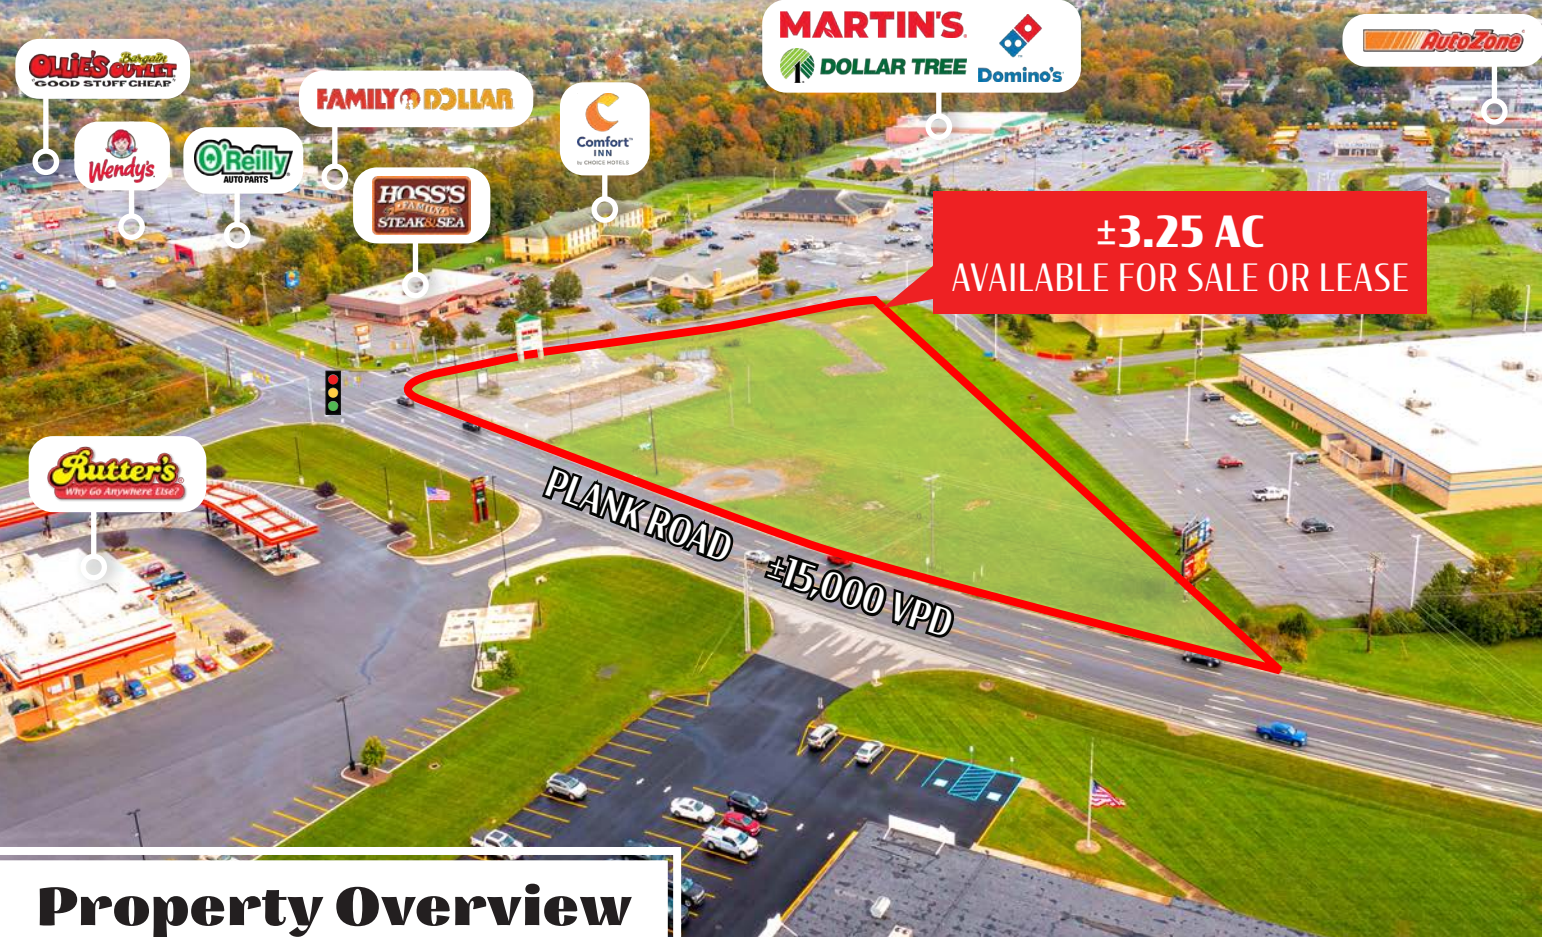 OLLIE'S Bargain OUTLET
"GOOD STUFF CHEAP"
Wendy's
O'Reilly
AUTO PARTS
FAMILY DOLLAR
HOSS'S
FAMILY
STEAK & SEA
Comfort
INN
by CHOICE HOTELS
MARTIN'S
DOLLAR TREE
Domino's
AutoZone
±3.25 AC
AVAILABLE FOR SALE OR LEASE
Rutter's
Why Go Anywhere Else?
PLANK ROAD ±15,000 VPD
Property Overview